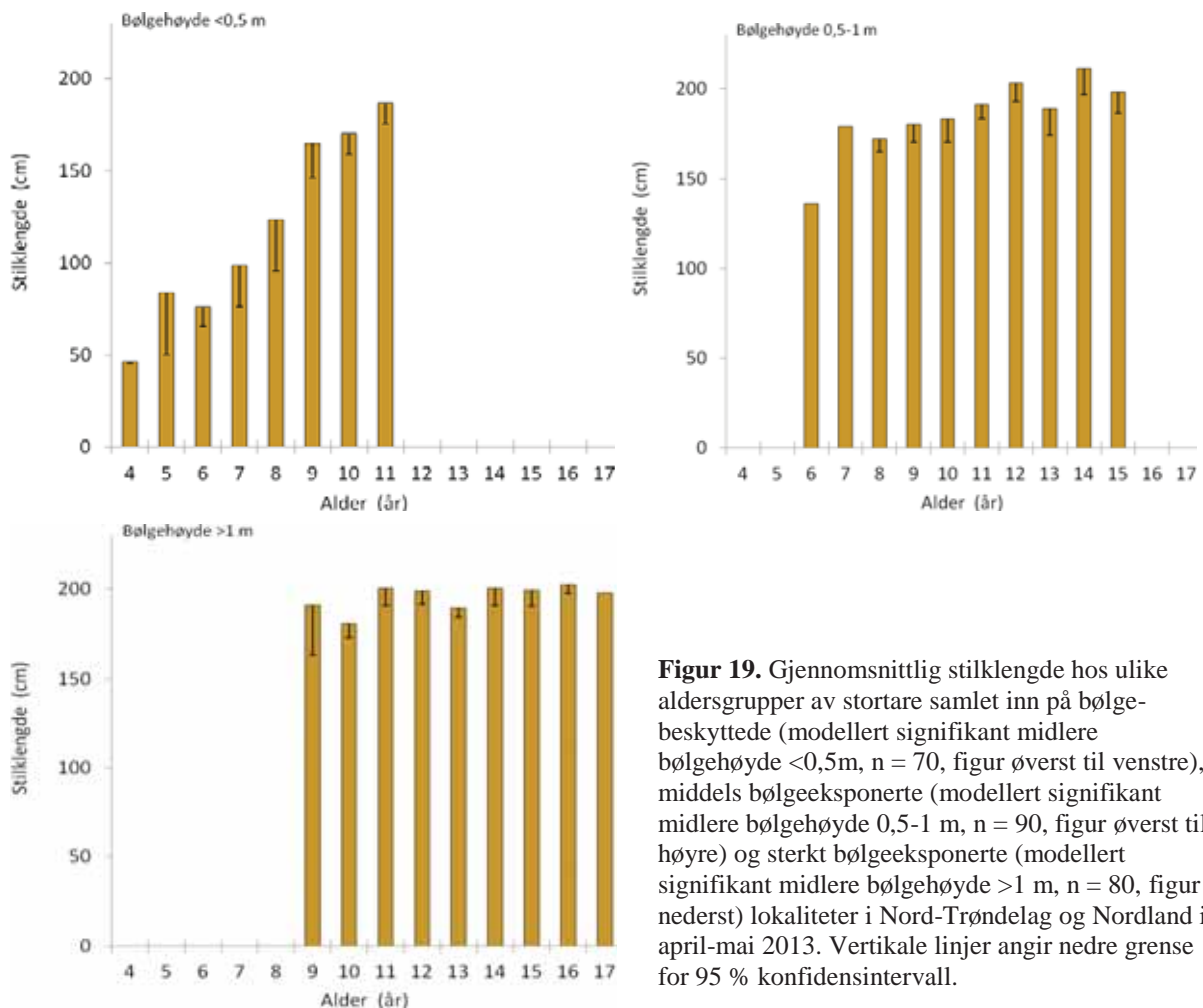 Bølgehøyde <0,5 m
200
150
100
50
0
Stilklengde (cm)
4 5 6 7 8 9 10 11 12 13 14 15 16 17
Alder (år)
Bølgehøyde 0,5-1 m
200
150
100
50
0
Stilklengde (cm)
4 5 6 7 8 9 10 11 12 13 14 15 16 17
Alder (år)
Bølgehøyde >1 m
200
150
100
50
0
Stilklengde (cm)
4 5 6 7 8 9 10 11 12 13 14 15 16 17
Alder (år)
Figur 19. Gjennomsnittlig stilklengde hos ulike
aldersgrupper av stortare samlet inn på bølge-
beskyttede (modellert signifikant midlere
bølgehøyde <0,5m, n = 70, figur øverst til venstre),
middels bølgeeksponerte (modellert signifikant
midlere bølgehøyde 0,5-1 m, n = 90, figur øverst til
høyre) og sterkt bølgeeksponerte (modellert
signifikant midlere bølgehøyde >1 m, n = 80, figur
nederst) lokaliteter i Nord-Trøndelag og Nordland i
april-mai 2013. Vertikale linjer angir nedre grense
for 95 % konfidensintervall.